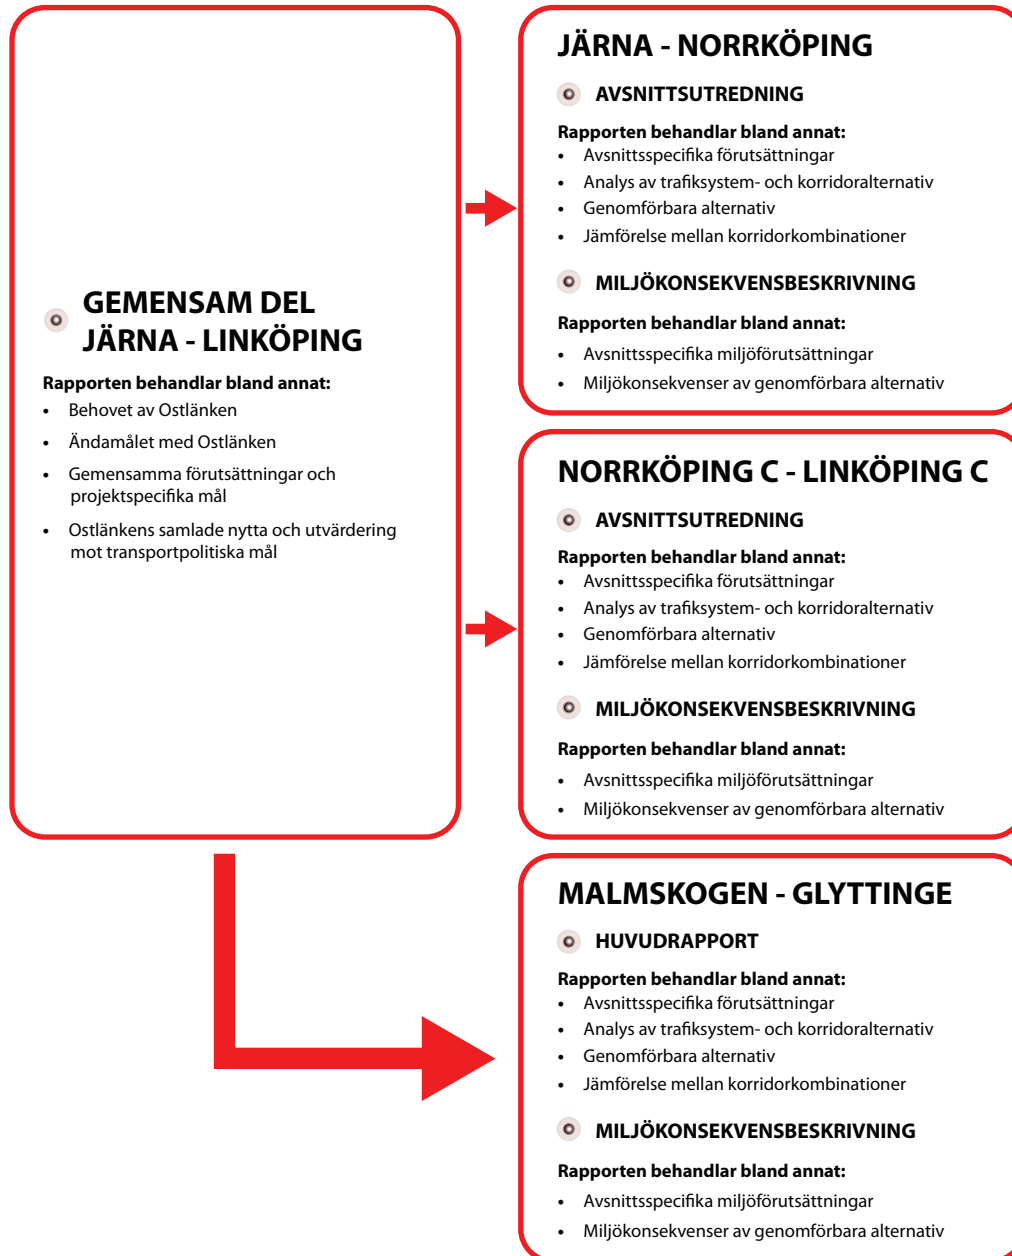 GEMENSAM DEL
JÄRNA - LINKÖPING
Rapporten behandlar bland annat:
• Behovet av Ostlänken
• Ändamålet med Ostlänken
• Gemensamma förutsättningar och
projektspecifika mål
• Ostlänkens samlade nytta och utvärdering
mot transportpolitiska mål
JÄRNA - NORRKÖPING
AVSNITTSUTREDNING
Rapporten behandlar bland annat:
• Avsnittsspecifika förutsättningar
• Analys av trafiksystem- och korridoralternativ
• Genomförbara alternativ
• Jämförelse mellan korridorkombinationer
MILJÖKONSEKVENSBESKRIVNING
Rapporten behandlar bland annat:
• Avsnittsspecifika miljöförutsättningar
• Miljökonsekvenser av genomförbara alternativ
NORRKÖPING C - LINKÖPING C
AVSNITTSUTREDNING
Rapporten behandlar bland annat:
• Avsnittsspecifika förutsättningar
• Analys av trafiksystem- och korridoralternativ
• Genomförbara alternativ
• Jämförelse mellan korridorkombinationer
MILJÖKONSEKVENSBESKRIVNING
Rapporten behandlar bland annat:
• Avsnittsspecifika miljöförutsättningar
• Miljökonsekvenser av genomförbara alternativ
MALMSKOGEN - GLYTTINGE
HUVUDRAPPORT
Rapporten behandlar bland annat:
• Avsnittsspecifika förutsättningar
• Analys av trafiksystem- och korridoralternativ
• Genomförbara alternativ
• Jämförelse mellan korridorkombinationer
MILJÖKONSEKVENSBESKRIVNING
Rapporten behandlar bland annat:
• Avsnittsspecifika miljöförutsättningar
• Miljökonsekvenser av genomförbara alternativ